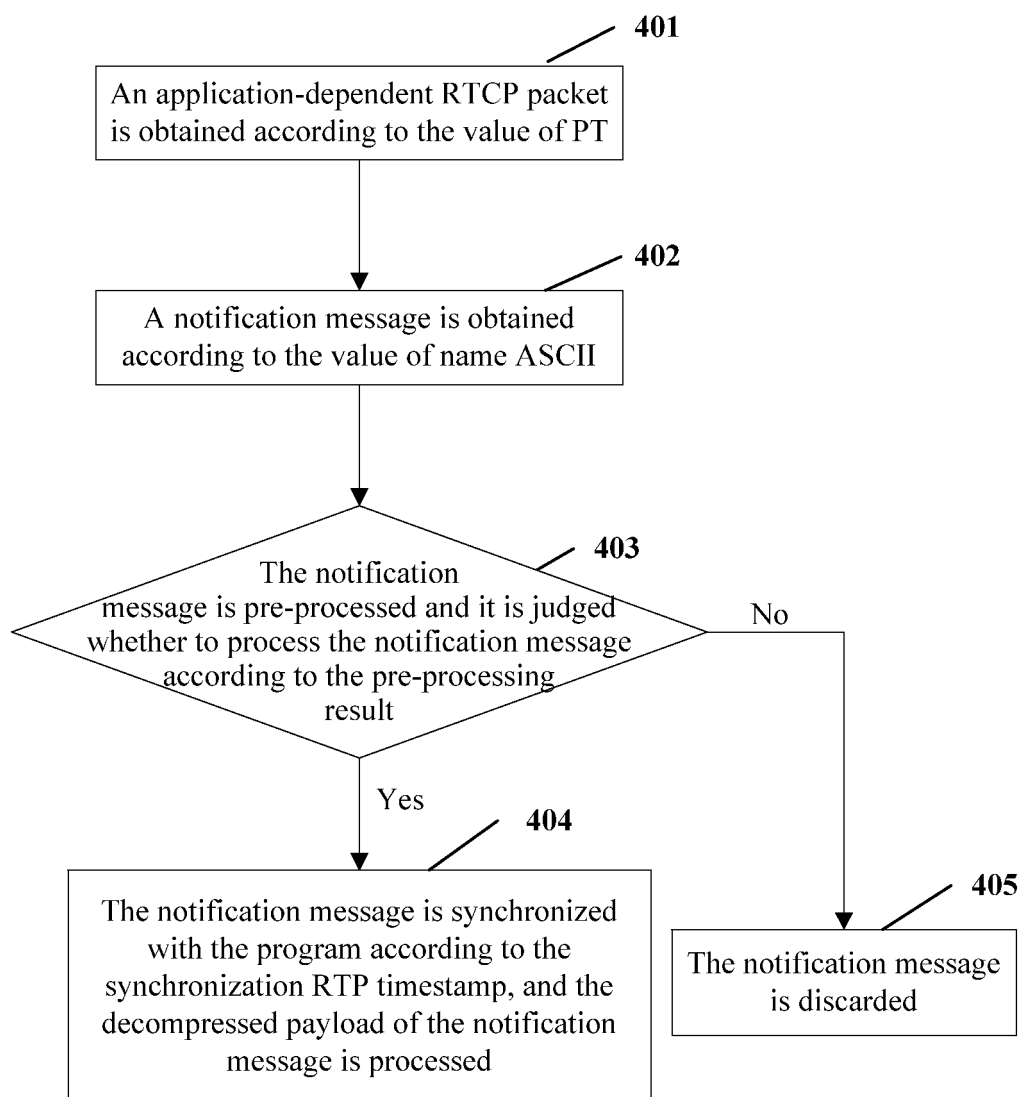 401
An application-dependent RTCP packet
is obtained according to the value of PT
402
A notification message is obtained
according to the value of name ASCII
403
The notification
message is pre-processed and it is judged
whether to process the notification message
according to the pre-processing
result
No
Yes
404
The notification message is synchronized
with the program according to the
synchronization RTP timestamp, and the
decompressed payload of the notification
message is processed
405
The notification message
is discarded